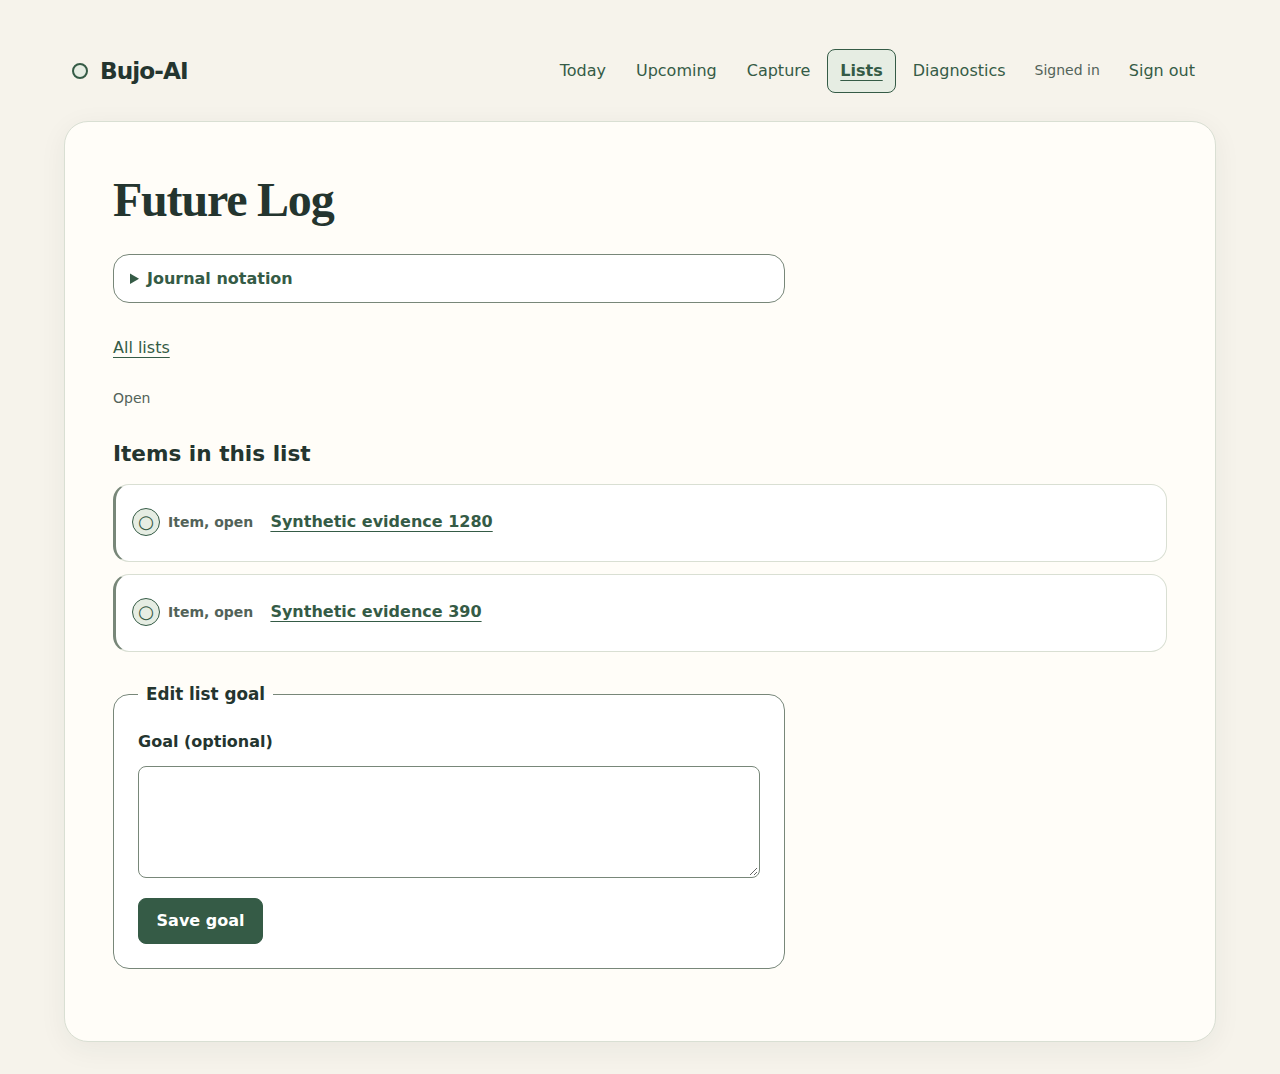 Bujo-AI
Today Upcoming Capture Lists Diagnostics Signed in Sign out
Future Log
Journal notation
All lists
Open
Items in this list
Item, open Synthetic evidence 1280
Item, open Synthetic evidence 390
Edit list goal
Goal (optional)
Save goal